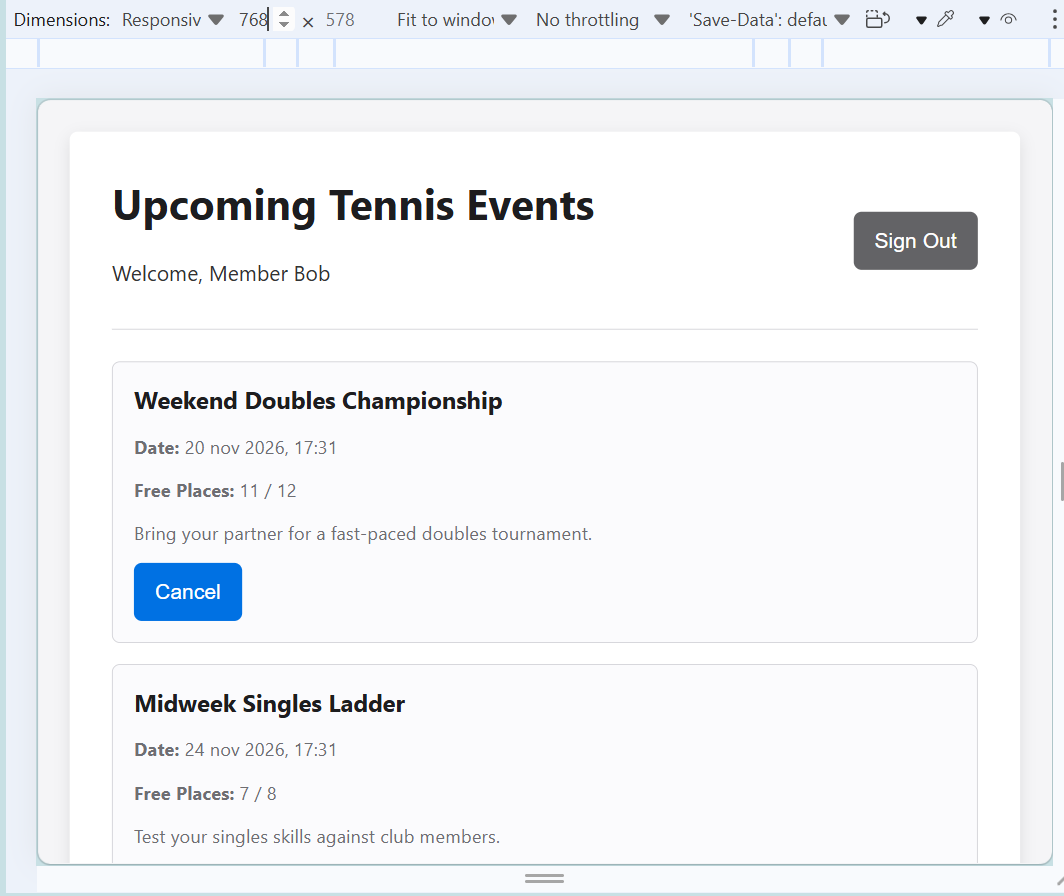 Dimensions: Responsiv 768 × 578 Fit to windo No throttling 'Save-Data': defau
Upcoming Tennis Events
Sign Out
Welcome, Member Bob
Weekend Doubles Championship
Date: 20 nov 2026, 17:31
Free Places: 11 / 12
Bring your partner for a fast-paced doubles tournament.
Cancel
Midweek Singles Ladder
Date: 24 nov 2026, 17:31
Free Places: 7 / 8
Test your singles skills against club members.